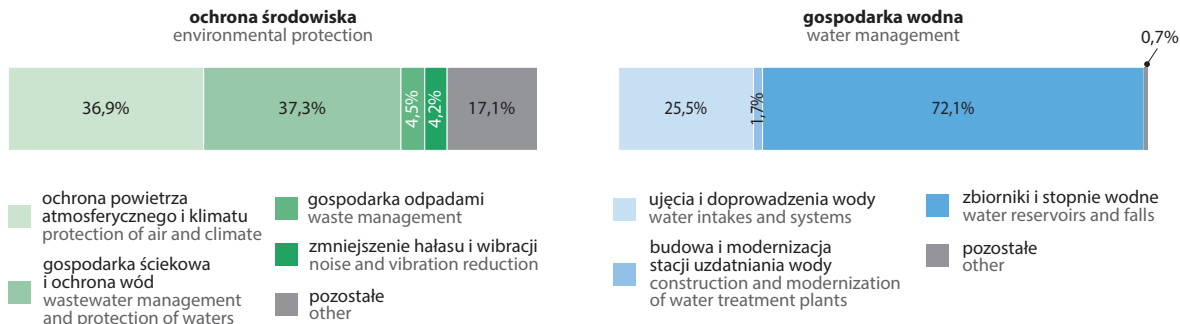 ochrona środowiska
environmental protection
36,9%
37,3%
4,5%
4,2%
17,1%
ochrona powietrza
atmosferycznego i klimatu
protection of air and climate
gospodarka ściekowa
i ochrona wód
wastewater management
and protection of waters
gospodarka odpadami
waste management
zmniejszenie hałasu i wibracji
noise and vibration reduction
pozostałe
other
gospodarka wodna
water management
0,7%
25,5%
1,7%
72,1%
ujęcia i doprowadzenia wody
water intakes and systems
budowa i modernizacja
stacji uzdatniania wody
construction and modernization
of water treatment plants
zbiorniki i stopnie wodne
water reservoirs and falls
pozostałe
other